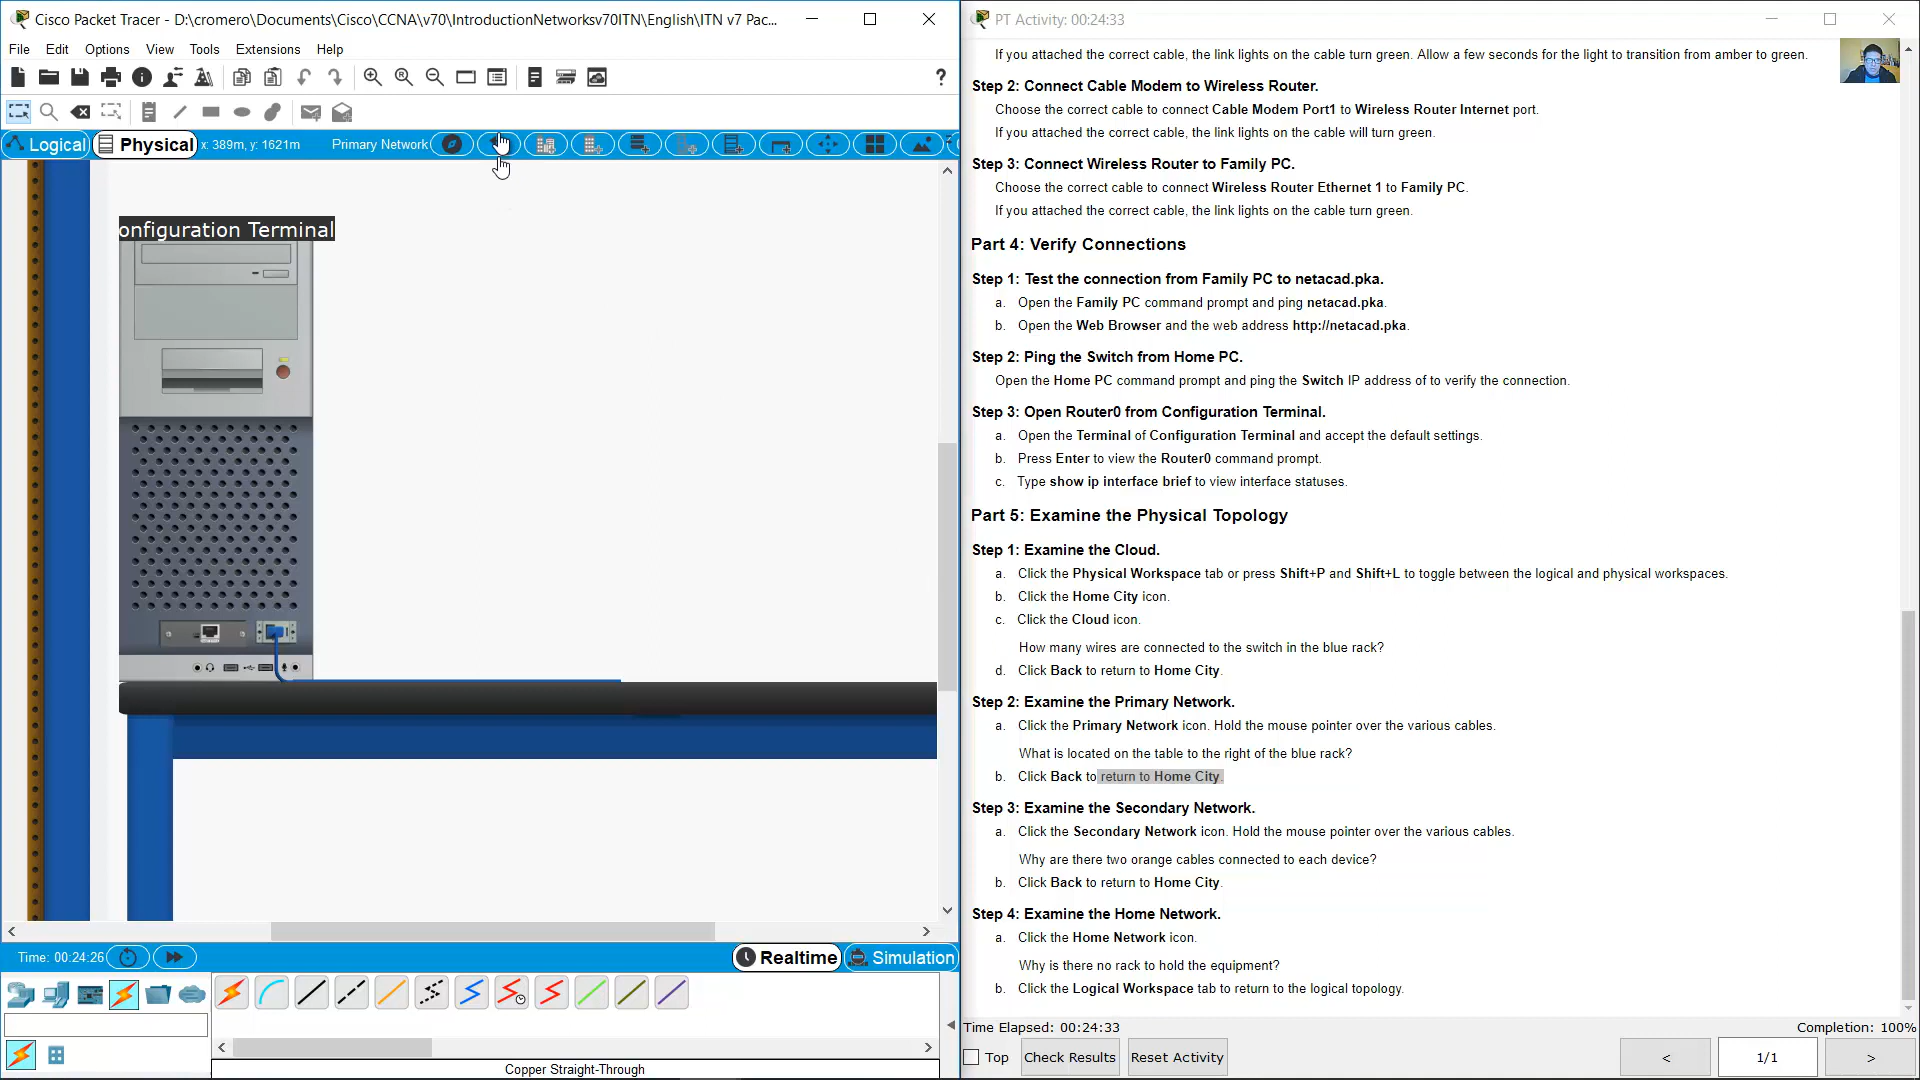 Cisco Packet Tracer - D:\cromero\Documents\Cisco\CCNA\v70\IntroductionNetworksv70ITN\English\ITN v7 Pac...
File Edit Options View Tools Extensions Help
?
Logical Physical x: 389m, y: 1621m Primary Network
onfiguration Terminal
Time: 00:24:26 Realtime Simulation
Copper Straight-Through
PT Activity: 00:24:33
If you attached the correct cable, the link lights on the cable turn green. Allow a few seconds for the light to transition from amber to green.
Step 2: Connect Cable Modem to Wireless Router.
Choose the correct cable to connect Cable Modem Port1 to Wireless Router Internet port.
If you attached the correct cable, the link lights on the cable will turn green.
Step 3: Connect Wireless Router to Family PC.
Choose the correct cable to connect Wireless Router Ethernet 1 to Family PC.
If you attached the correct cable, the link lights on the cable turn green.
Part 4: Verify Connections
Step 1: Test the connection from Family PC to netacad.pka.
a. Open the Family PC command prompt and ping netacad.pka.
b. Open the Web Browser and the web address http://netacad.pka.
Step 2: Ping the Switch from Home PC.
Open the Home PC command prompt and ping the Switch IP address of to verify the connection.
Step 3: Open Router0 from Configuration Terminal.
a. Open the Terminal of Configuration Terminal and accept the default settings.
b. Press Enter to view the Router0 command prompt.
c. Type show ip interface brief to view interface statuses.
Part 5: Examine the Physical Topology
Step 1: Examine the Cloud.
a. Click the Physical Workspace tab or press Shift+P and Shift+L to toggle between the logical and physical workspaces.
b. Click the Home City icon.
c. Click the Cloud icon.
How many wires are connected to the switch in the blue rack?
d. Click Back to return to Home City.
Step 2: Examine the Primary Network.
a. Click the Primary Network icon. Hold the mouse pointer over the various cables.
What is located on the table to the right of the blue rack?
b. Click Back to return to Home City.
Step 3: Examine the Secondary Network.
a. Click the Secondary Network icon. Hold the mouse pointer over the various cables.
Why are there two orange cables connected to each device?
b. Click Back to return to Home City.
Step 4: Examine the Home Network.
a. Click the Home Network icon.
Why is there no rack to hold the equipment?
b. Click the Logical Workspace tab to return to the logical topology.
Time Elapsed: 00:24:33 Completion: 100%
Top Check Results Reset Activity < 1/1 >